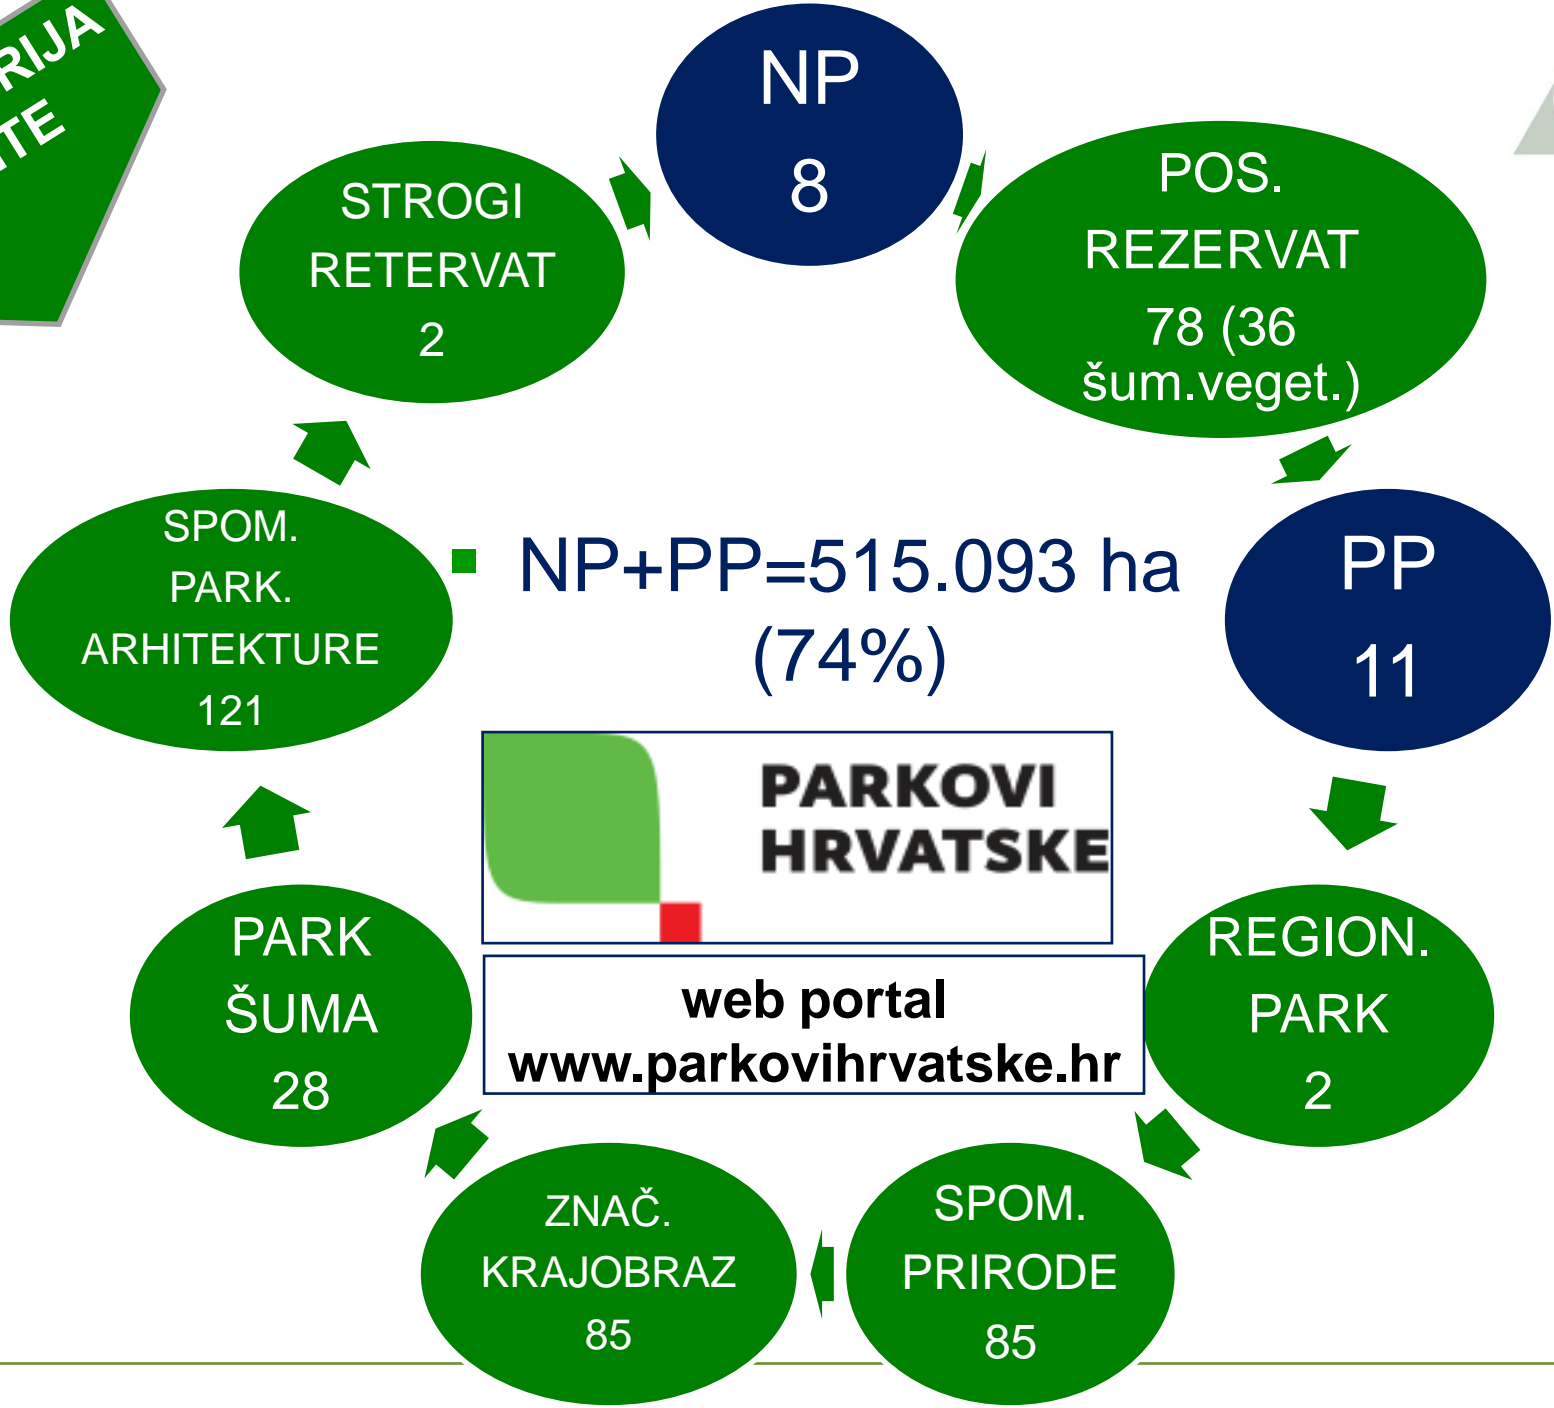 NP
8
POS.
REZERVAT
78 (36
šum.veget.)
PP
11
REGION.
PARK
2
SPOM.
PRIRODE
85
ZNAČ.
KRAJOBRAZ
85
PARK
ŠUMA
28
SPOM.
PARK.
ARHITEKTURE
121
STROGI
RETERVAT
2
NP+PP=515.093 ha
(74%)
PARKOVI
HRVATSKE
web portal
www.parkovihrvatske.hr